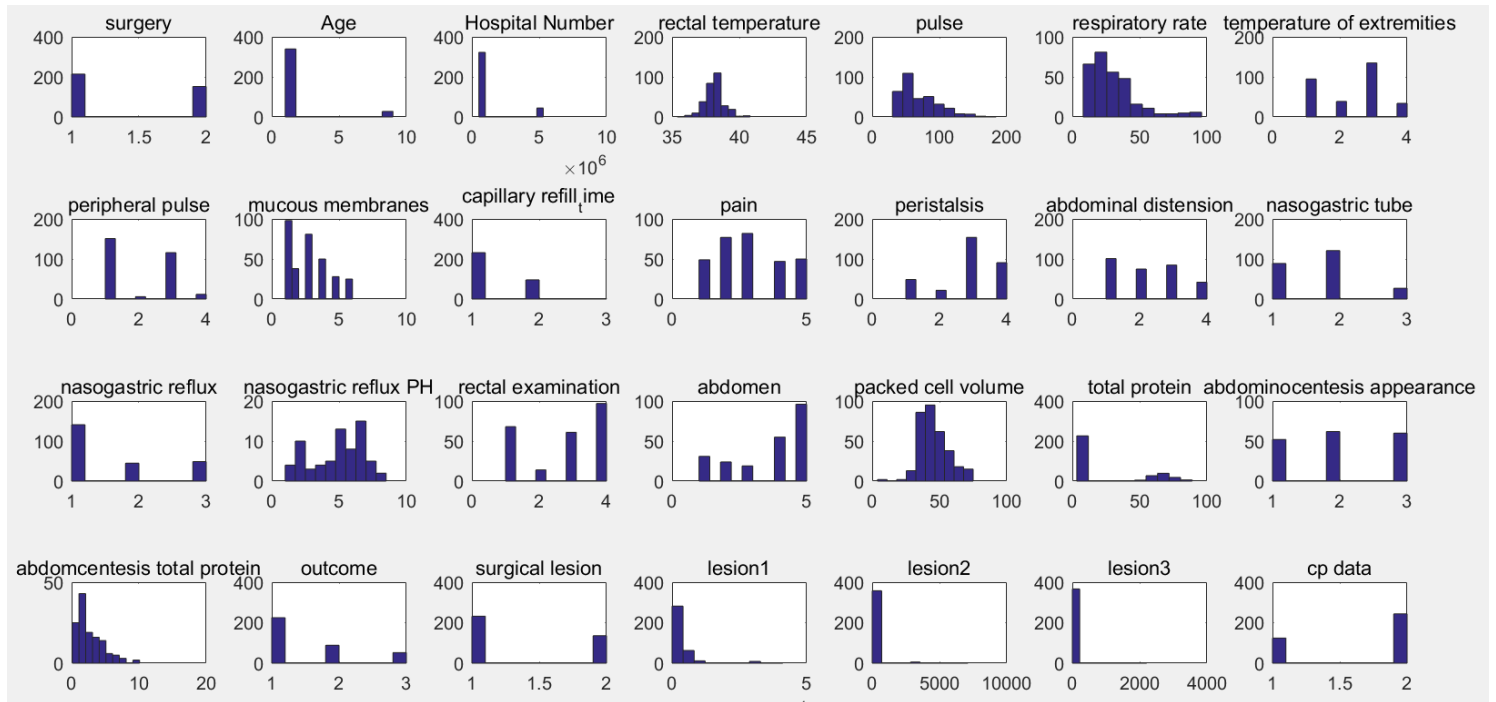 surgery Age Hospital Number rectal temperature pulse respiratory rate temperature of extremities
400 400 400 200 200 100 200
200 200 200 100 100 50 100
0 0 0 0 0 0 0
1 1.5 2 0 5 10 0 5 10 35 40 45 0 100 200 0 50 100 0 2 4
×10⁶
peripheral pulse mucous membranes capillary refill_time pain peristalsis abdominal distension nasogastric tube
200 100 400 100 200 200 200
100 50 200 50 100 100 100
0 0 0 0 0 0 0
0 2 4 0 5 10 1 2 3 0 5 0 2 4 0 2 4 1 2 3
nasogastric reflux nasogastric reflux PH rectal examination abdomen packed cell volume total protein abdominocentesis appearance
200 20 100 100 100 400 100
100 10 50 50 50 200 50
0 0 0 0 0 0 0
1 2 3 0 5 10 0 2 4 0 5 0 50 100 0 50 100 1 2 3
abdomcentesis total protein outcome surgical lesion lesion1 lesion2 lesion3 cp data
50 400 400 400 400 400 400
200 200 200 200 200 200
0 0 0 0 0 0 0
0 10 20 1 2 3 1 1.5 2 0 5 0 5000 10000 0 2000 4000 1 1.5 2